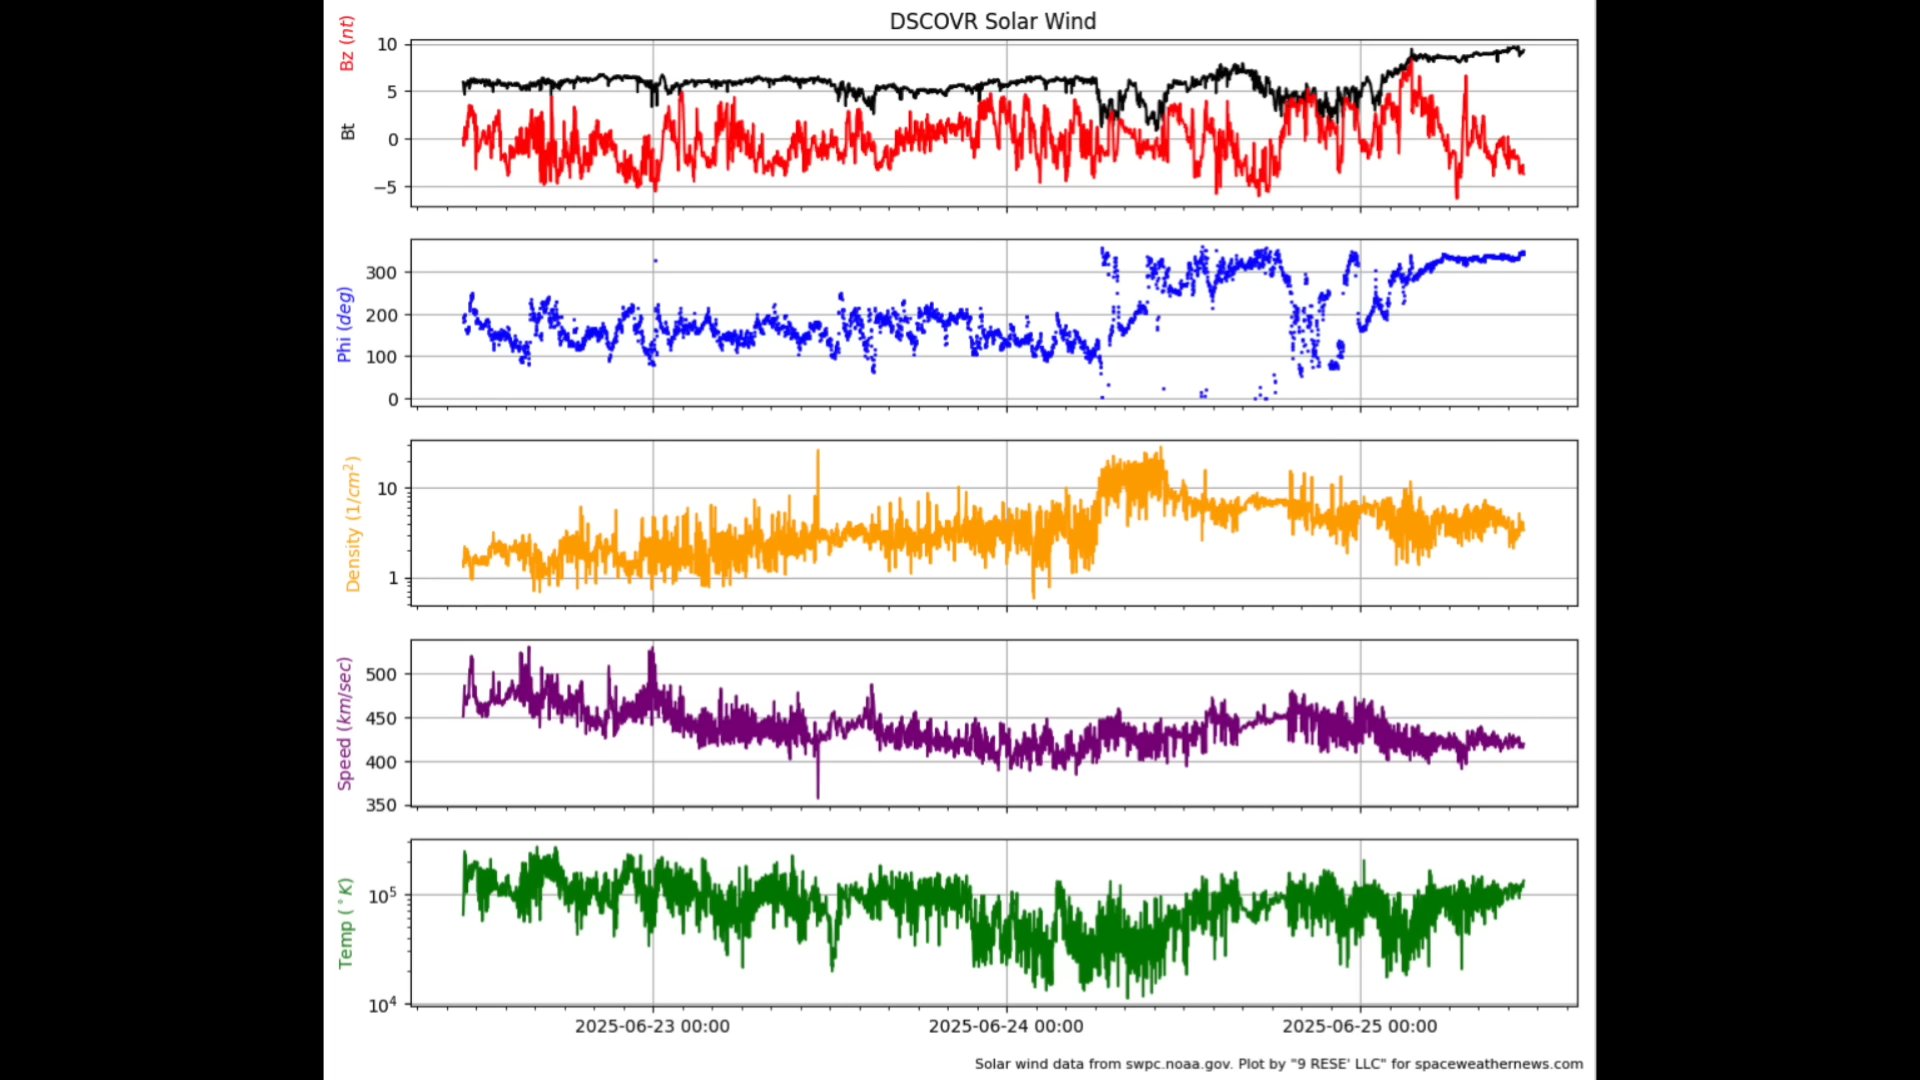 DSCOVR Solar Wind
Bz (nt)
Bt
10
5
0
−5
Phi (deg)
300
200
100
0
Density (1/cm²)
10
1
Speed (km/sec)
500
450
400
350
Temp (°K)
10⁵
10⁴
2025-06-23 00:00 2025-06-24 00:00 2025-06-25 00:00
Solar wind data from swpc.noaa.gov. Plot by "9 RESE' LLC" for spaceweathernews.com